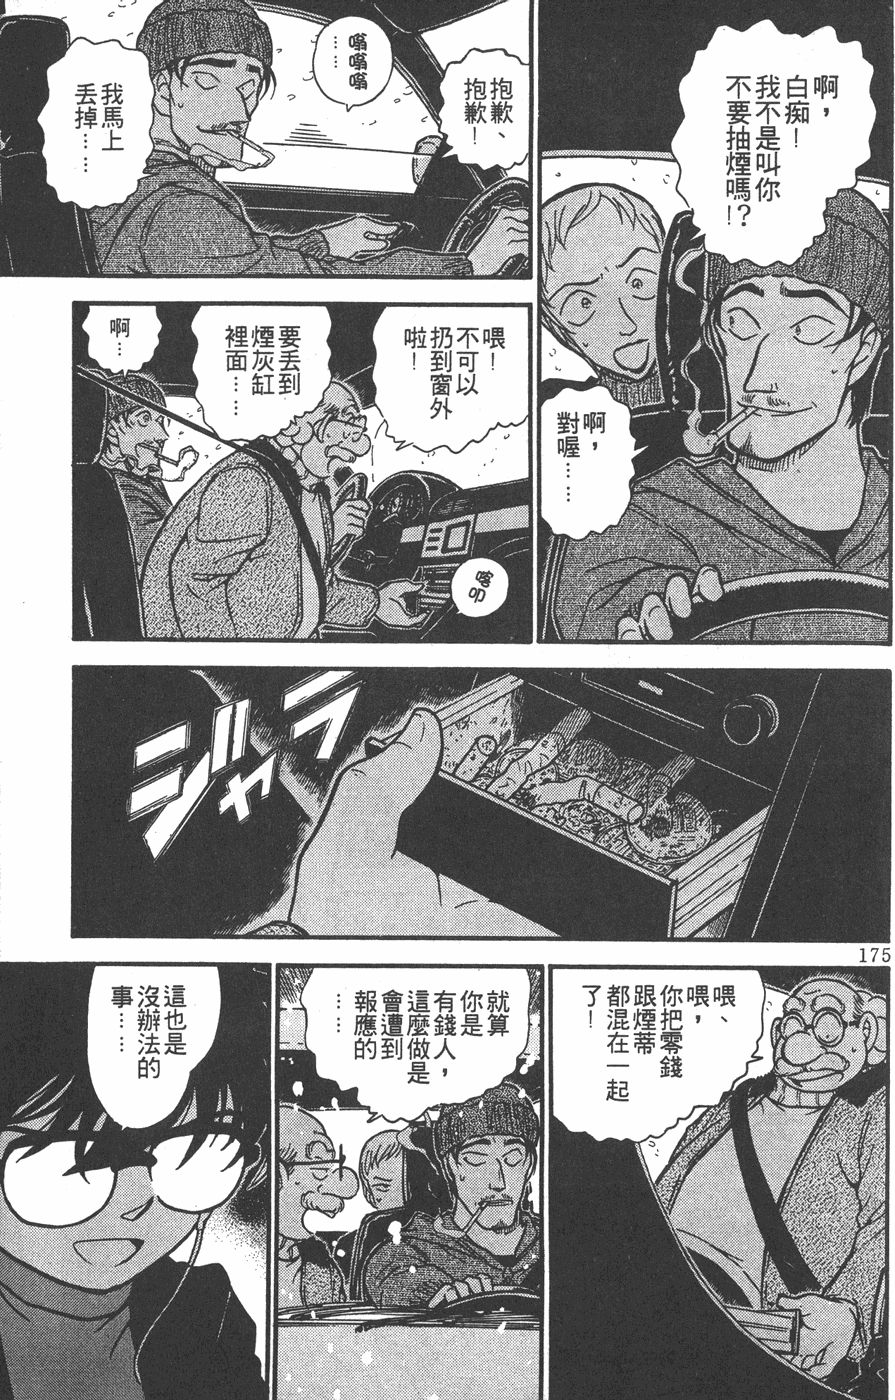 啊，
白痴！
我不是叫你
不要抽煙嗎！？
啊，
對喔……
抱歉、
抱歉！
嗡嗡嗡
……
我馬上
丟掉……
喂！
不可以
扔到窗外
啦！
要丟到
煙灰缸
裡面……
啊…
喀
叩
ジャラ
175
喂、
喂，
你把零錢
跟煙蒂
都混在一起
了！
就算
你是
有錢人，
這麼做是
會遭到
報應的
……
這也是
沒辦法的
事……